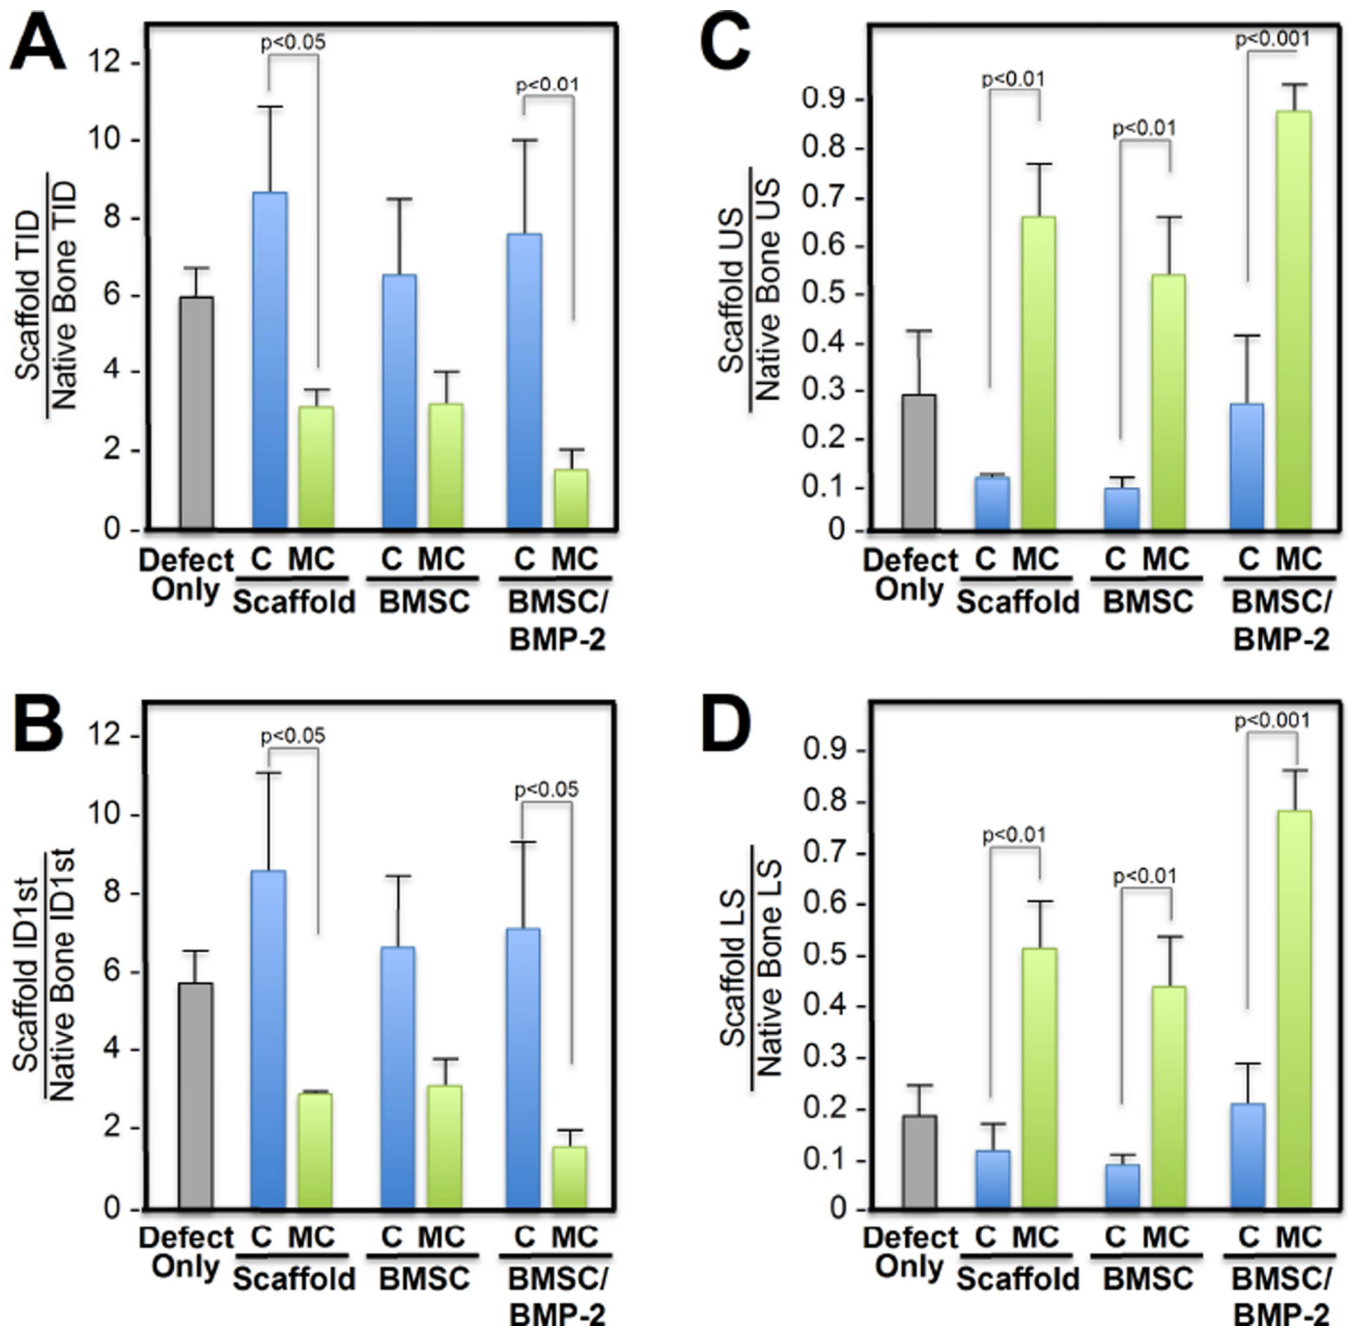 A
p<0.05
p<0.01
12 -
10 -
8 -
6 -
4 -
2 -
0 -
Scaffold TID
Native Bone TID
Defect Only
C MC
C MC
C MC
Scaffold
BMSC
BMSC/
BMP-2
C
p<0.01
p<0.01
p<0.001
0.9 -
0.8 -
0.7 -
0.6 -
0.5 -
0.4 -
0.3 -
0.2 -
0.1 -
0 -
Scaffold US
Native Bone US
Defect
Only
C MC
C MC
C MC
Scaffold
BMSC
BMSC/
BMP-2
B
p<0.05
p<0.05
12 -
10 -
8 -
6 -
4 -
2 -
0 -
Scaffold ID1st
Native Bone ID1st
Defect
Only
C MC
C MC
C MC
Scaffold
BMSC
BMSC/
BMP-2
D
p<0.01
p<0.01
p<0.001
0.9 -
0.8 -
0.7 -
0.6 -
0.5 -
0.4 -
0.3 -
0.2 -
0.1 -
0 -
Scaffold LS
Native Bone LS
Defect
Only
C MC
C MC
C MC
Scaffold
BMSC
BMSC/
BMP-2